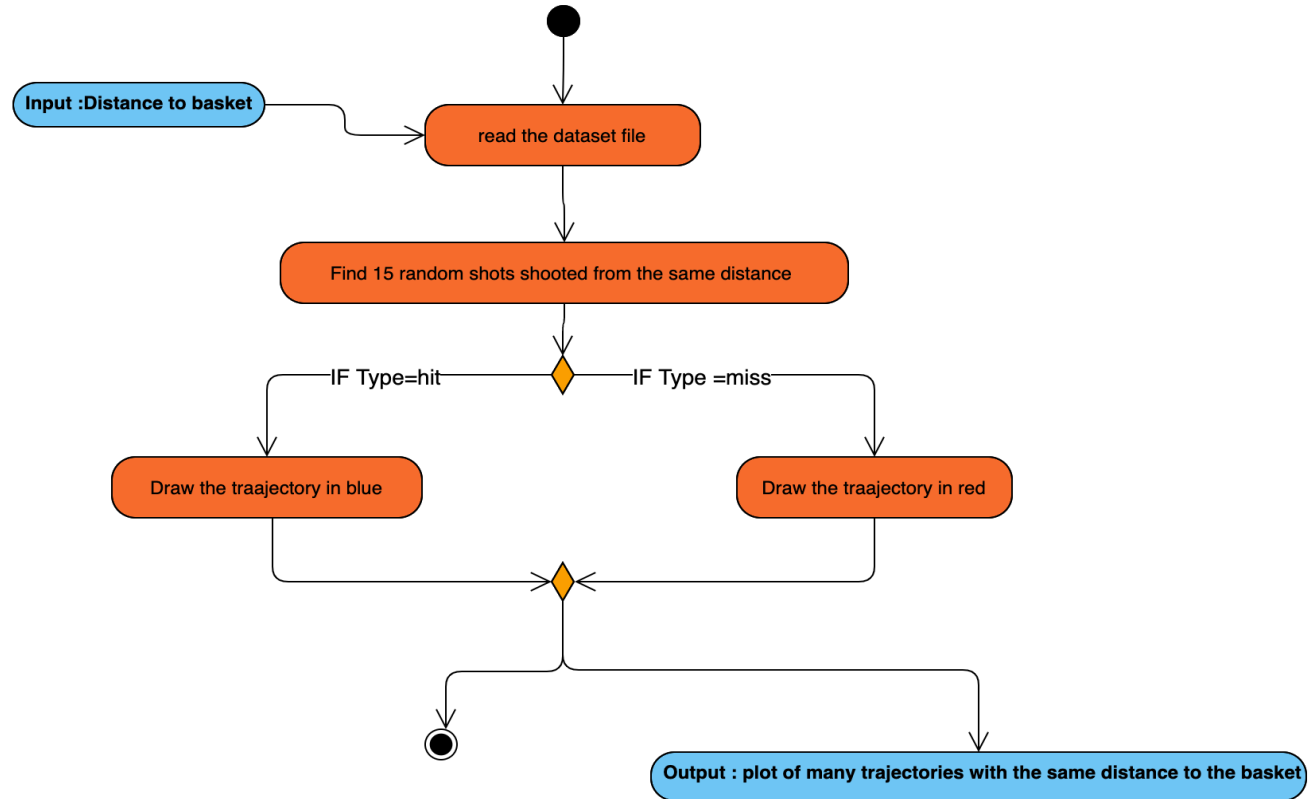 Input :Distance to basket
read the dataset file
Find 15 random shots shooted from the same distance
IF Type=hit
IF Type =miss
Draw the traajectory in blue
Draw the traajectory in red
Output : plot of many trajectories with the same distance to the basket